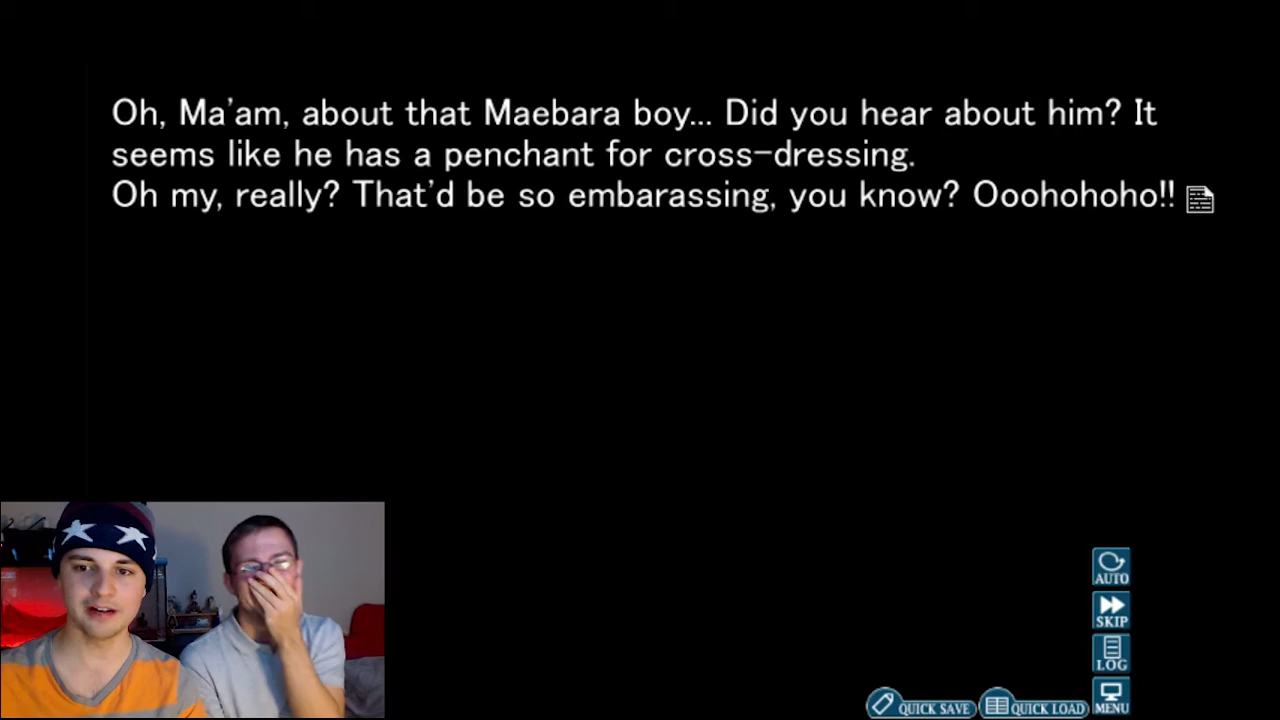 Oh, Ma'am, about that Maebara boy... Did you hear about him? It
seems like he has a penchant for cross-dressing.
Oh my, really? That'd be so embarassing, you know? Ooohohoho!!
AUTO
SKIP
LOG
MENU
QUICK SAVE
QUICK LOAD